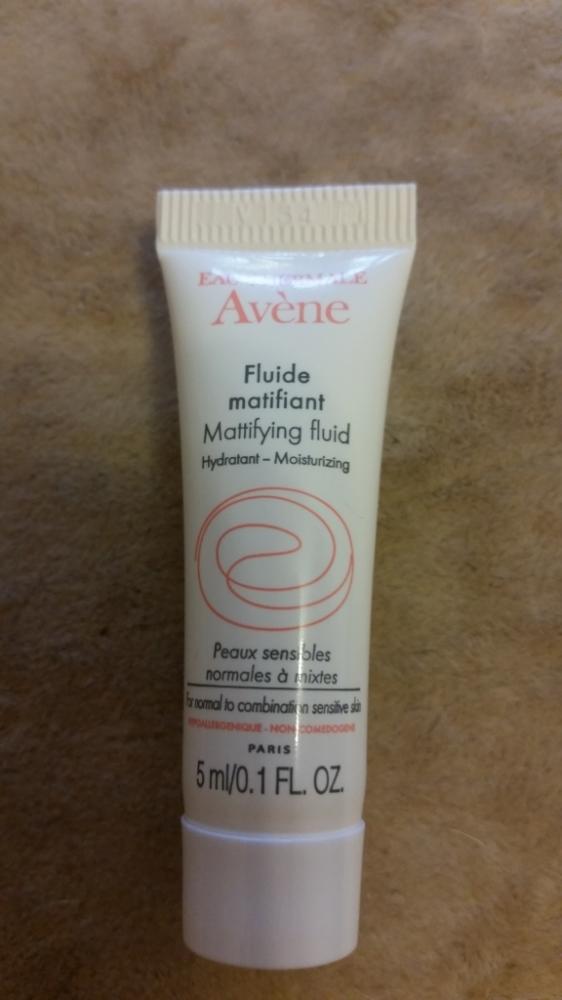 Avène
Fluide
matifiant
Mattifying fluid
Hydratant – Moisturizing
Peaux sensibles
normales à mixtes
For normal to combination sensitive skin
HYPOALLERGENIQUE - NON COMEDOGENE
PARIS
5 ml/0.1 FL. OZ.